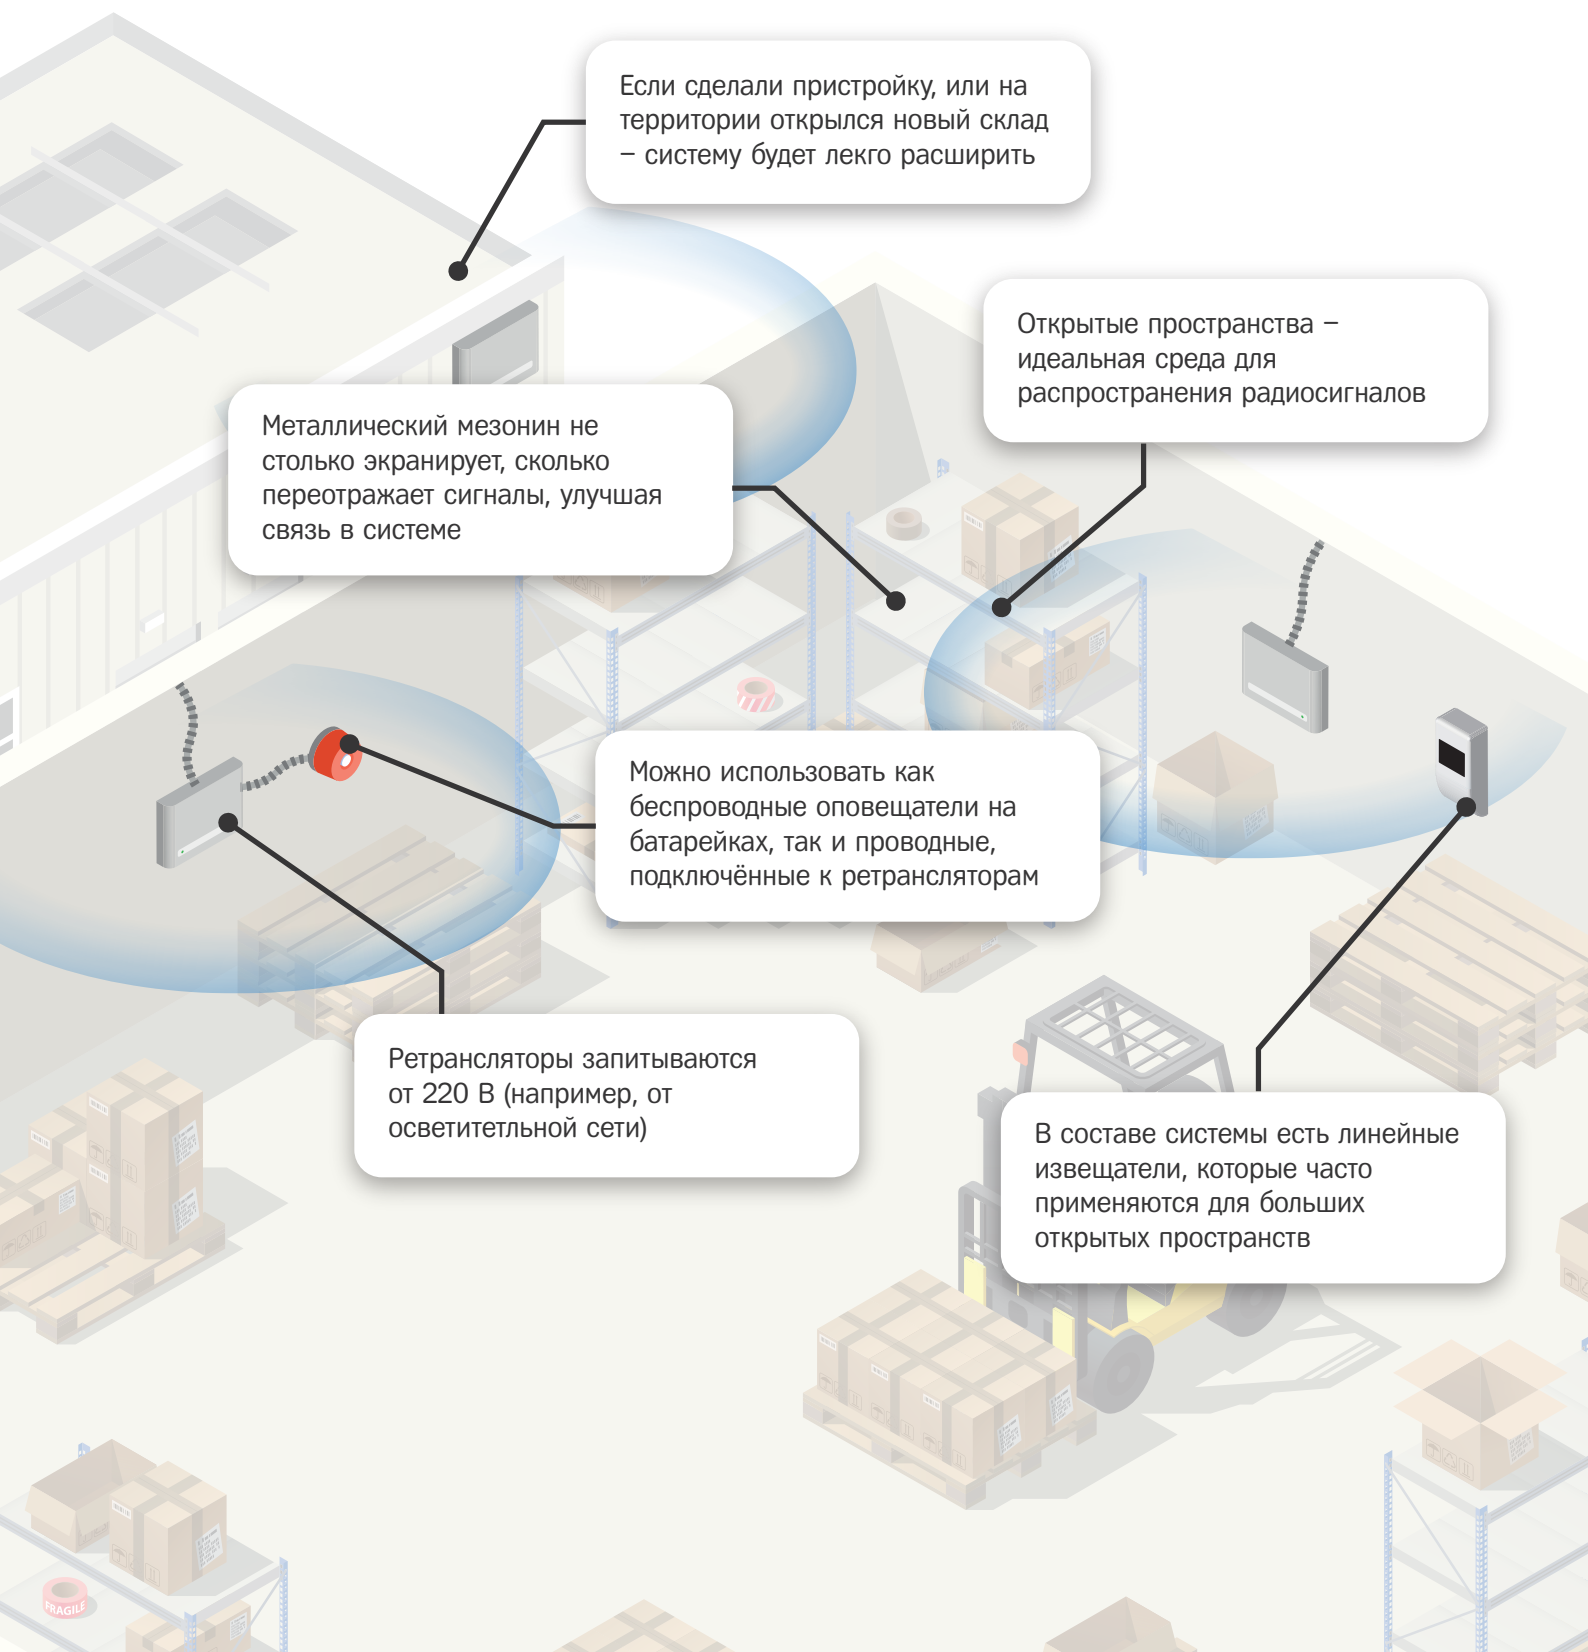 Если сделали пристройку, или на
территории открылся новый склад
– систему будет лекго расширить
Открытые пространства –
идеальная среда для
распространения радиосигналов
Металлический мезонин не
столько экранирует, сколько
переотражает сигналы, улучшая
связь в системе
Можно использовать как
беспроводные оповещатели на
батарейках, так и проводные,
подключённые к ретрансляторам
Ретрансляторы запитываются
от 220 В (например, от
осветитетльной сети)
В составе системы есть линейные
извещатели, которые часто
применяются для больших
открытых пространств
FRAGILE